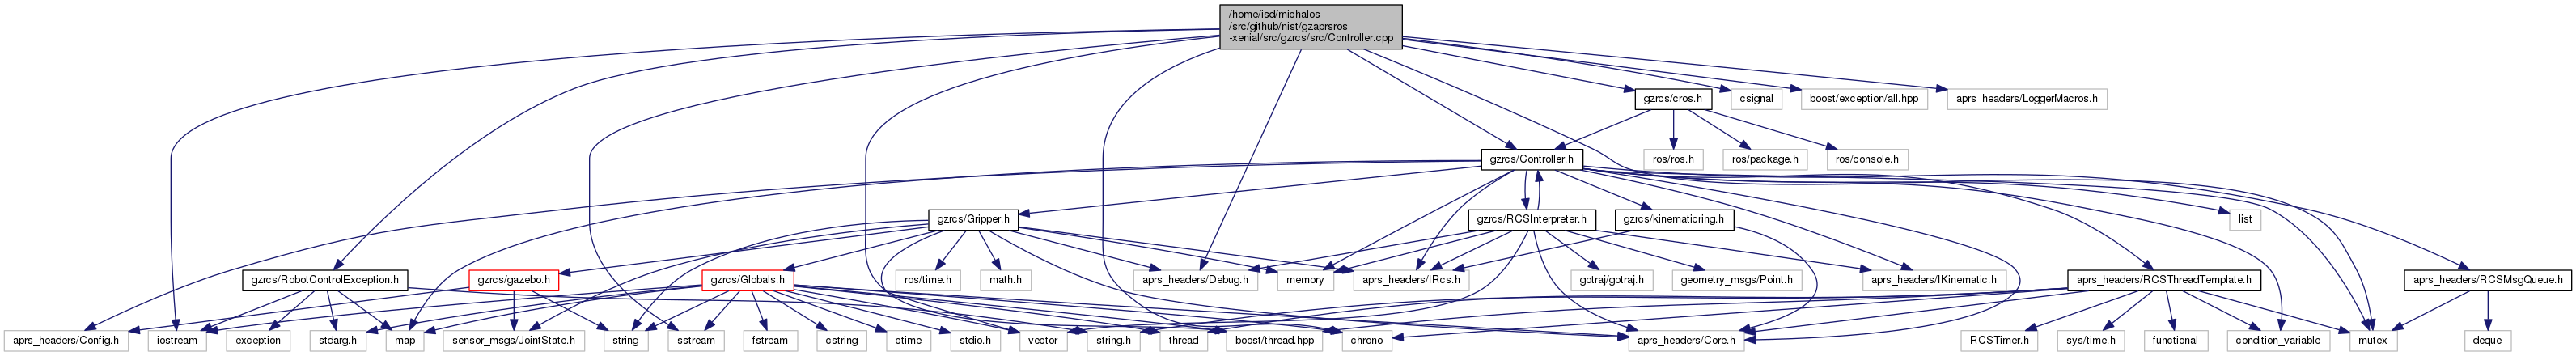 /home/isd/michalos
/src/github/nist/gzaprsros
-xenial/src/gzrcs/src/Controller.cpp
gzrcs/cros.h
csignal
boost/exception/all.hpp
aprs_headers/LoggerMacros.h
gzrcs/Controller.h
ros/ros.h
ros/package.h
ros/console.h
gzrcs/Gripper.h
gzrcs/RCSInterpreter.h
gzrcs/kinematicring.h
list
gzrcs/RobotControlException.h
gzrcs/gazebo.h
gzrcs/Globals.h
ros/time.h
math.h
aprs_headers/Debug.h
memory
aprs_headers/IRcs.h
gotraj/gotraj.h
geometry_msgs/Point.h
aprs_headers/IKinematic.h
aprs_headers/RCSThreadTemplate.h
aprs_headers/RCSMsgQueue.h
aprs_headers/Config.h
iostream
exception
stdarg.h
map
sensor_msgs/JointState.h
string
sstream
fstream
cstring
ctime
stdio.h
vector
string.h
thread
boost/thread.hpp
chrono
aprs_headers/Core.h
RCSTimer.h
sys/time.h
functional
condition_variable
mutex
deque